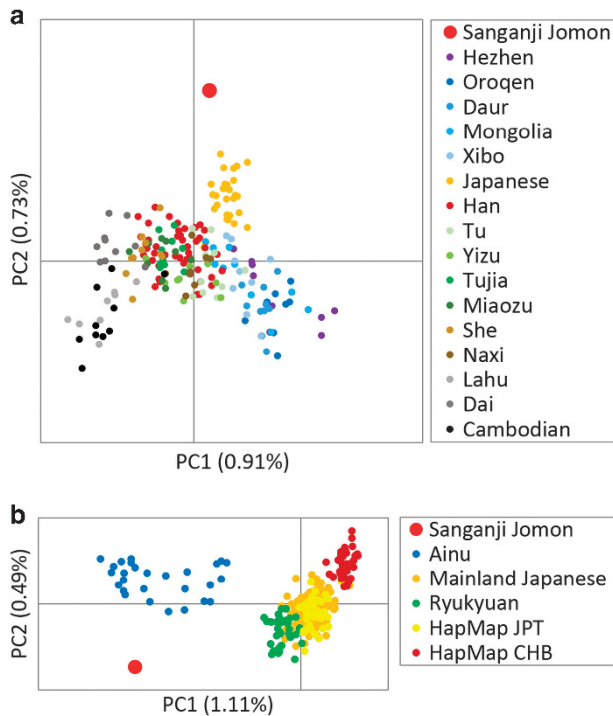 a
PC2 (0.73%)
PC1 (0.91%)
Sanganji Jomon
Hezhen
Oroqen
Daur
Mongolia
Xibo
Japanese
Han
Tu
Yizu
Tujia
Miaozu
She
Naxi
Lahu
Dai
Cambodian
b
PC2 (0.49%)
PC1 (1.11%)
Sanganji Jomon
Ainu
Mainland Japanese
Ryukyuan
HapMap JPT
HapMap CHB